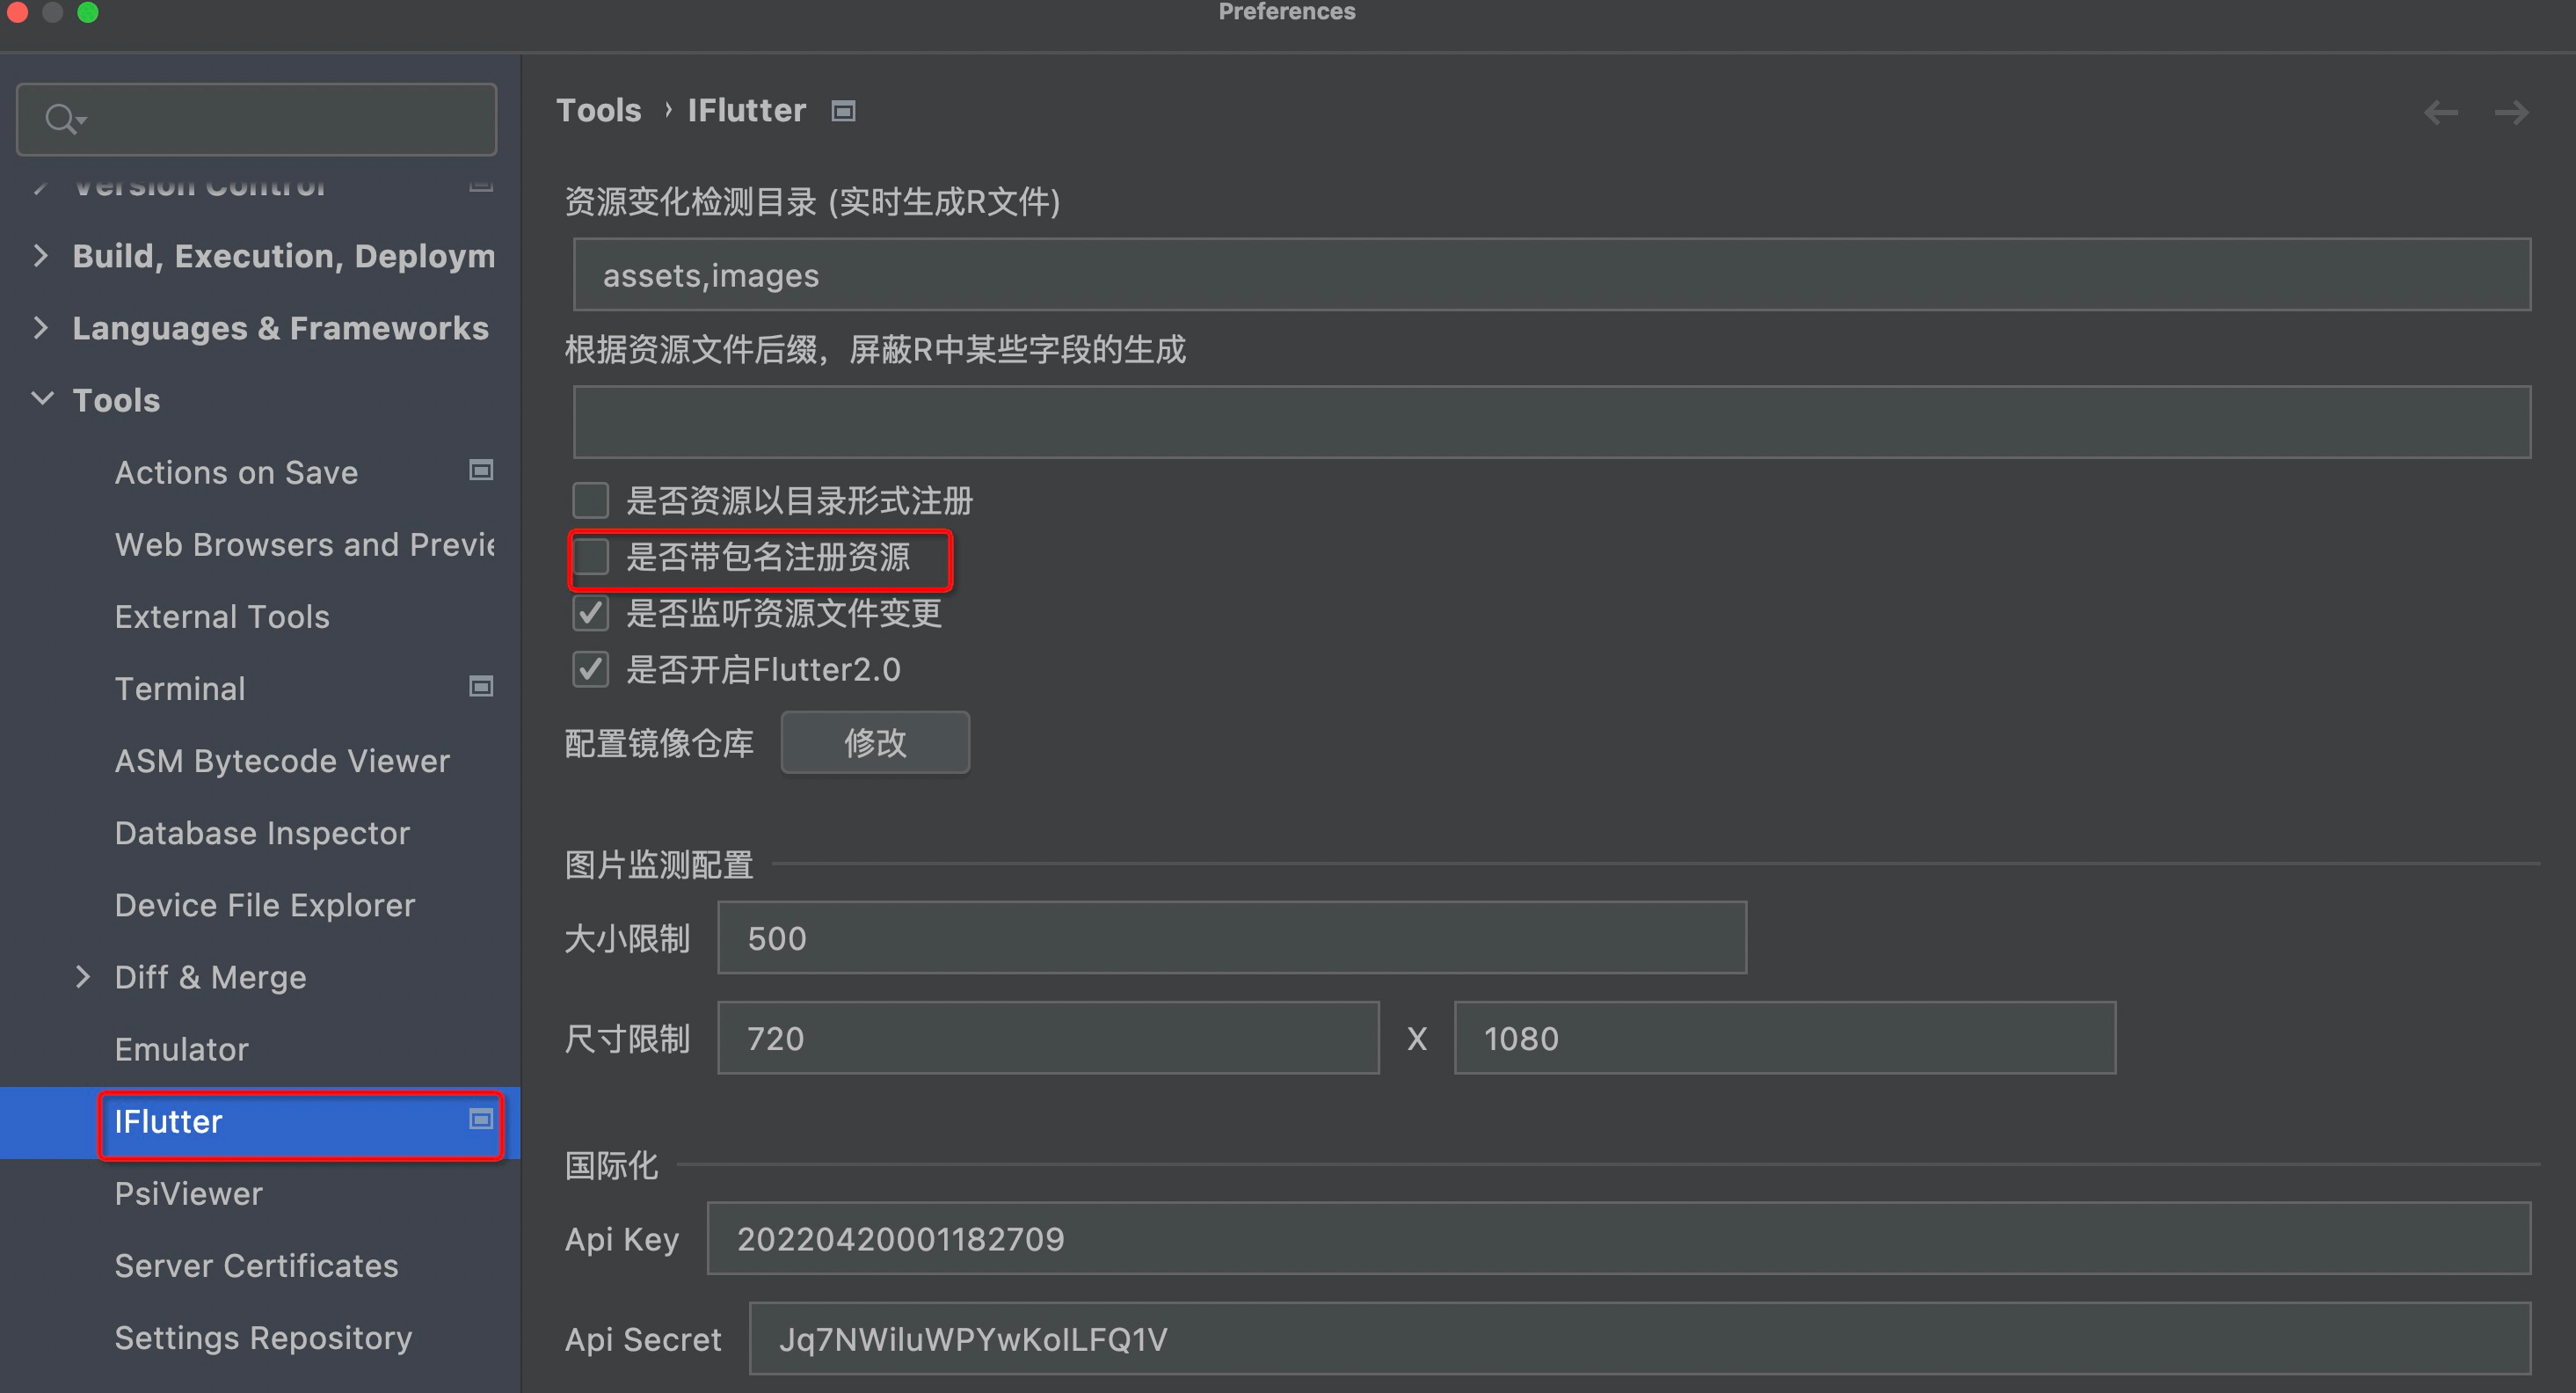 Preferences
Version Control
Build, Execution, Deploym
Languages & Frameworks
Tools
Actions on Save
Web Browsers and Previe
External Tools
Terminal
ASM Bytecode Viewer
Database Inspector
Device File Explorer
Diff & Merge
Emulator
IFlutter
PsiViewer
Server Certificates
Settings Repository
Tools › IFlutter
资源变化检测目录 (实时生成R文件)
assets,images
根据资源文件后缀，屏蔽R中某些字段的生成
是否资源以目录形式注册
是否带包名注册资源
是否监听资源文件变更
是否开启Flutter2.0
配置镜像仓库 修改
图片监测配置
大小限制 500
尺寸限制 720 X 1080
国际化
Api Key 20220420001182709
Api Secret Jq7NWiluWPYwKolLFQ1V